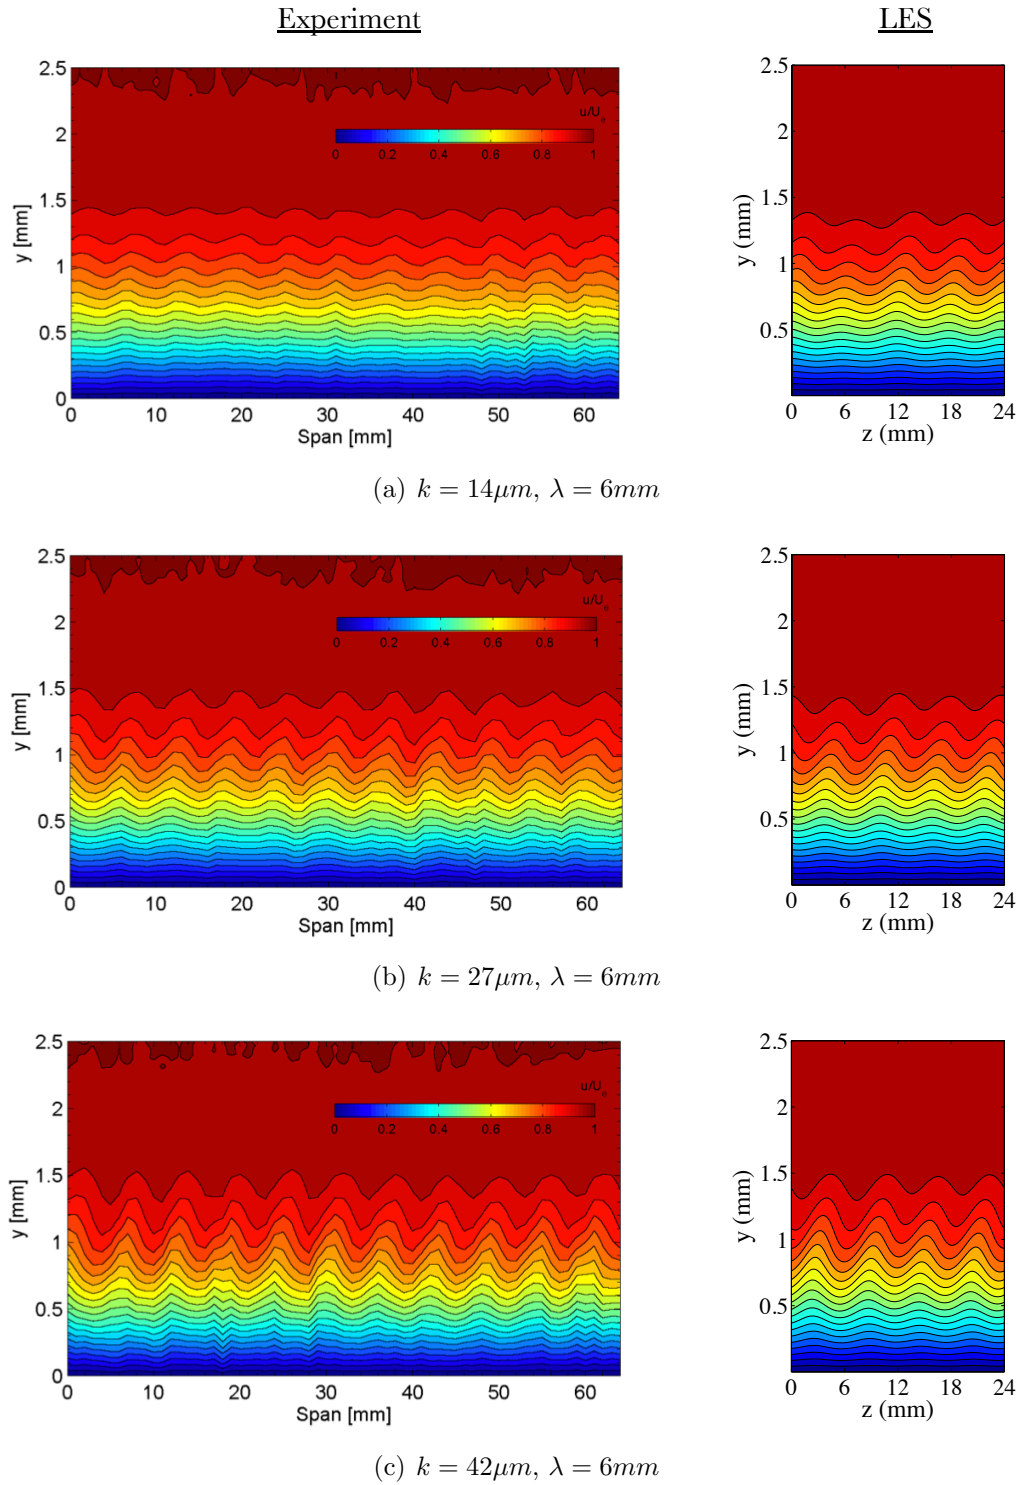 Experiment LES
2.5
2
1.5
1
0.5
0
y [mm]
u/Ue
0 0.2 0.4 0.6 0.8 1
0 10 20 30 40 50 60
Span [mm]
2.5
2
1.5
1
0.5
y (mm)
0 6 12 18 24
z (mm)
(a) k = 14μm, λ = 6mm
2.5
2
1.5
1
0.5
0
y [mm]
u/Ue
0 0.2 0.4 0.6 0.8 1
0 10 20 30 40 50 60
Span [mm]
2.5
2
1.5
1
0.5
y (mm)
0 6 12 18 24
z (mm)
(b) k = 27μm, λ = 6mm
2.5
2
1.5
1
0.5
0
y [mm]
u/Ue
0 0.2 0.4 0.6 0.8 1
0 10 20 30 40 50 60
Span [mm]
2.5
2
1.5
1
0.5
y (mm)
0 6 12 18 24
z (mm)
(c) k = 42μm, λ = 6mm